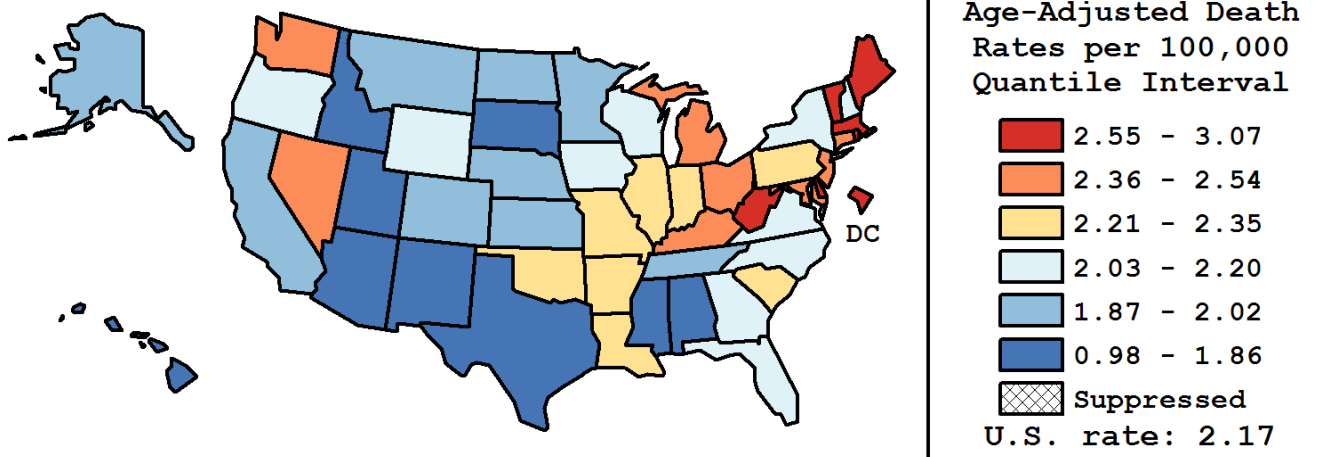 Age-Adjusted Death
Rates per 100,000
Quantile Interval
2.55 - 3.07
2.36 - 2.54
2.21 - 2.35
2.03 - 2.20
1.87 - 2.02
0.98 - 1.86
Suppressed
U.S. rate: 2.17
DC